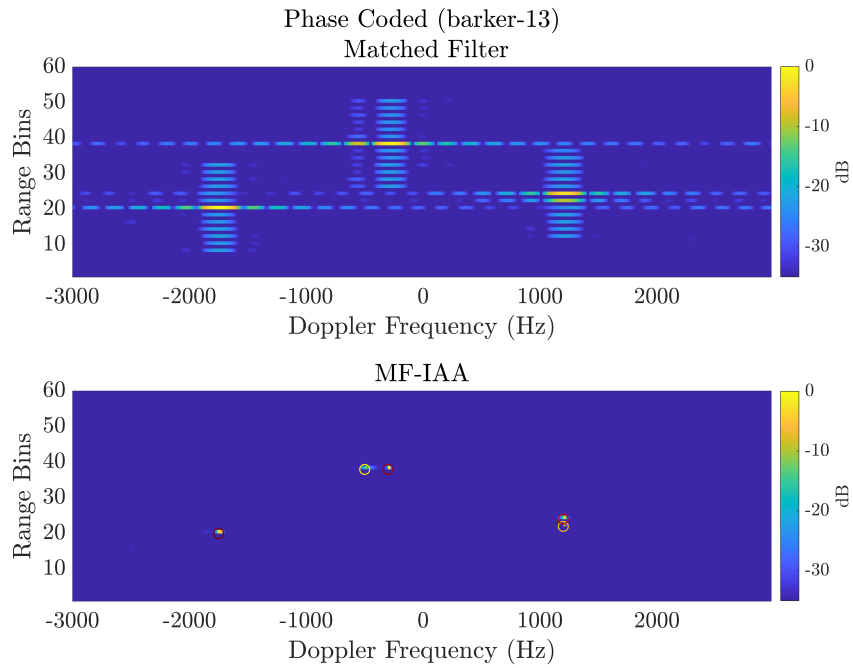 Phase Coded (barker-13)
Matched Filter
60
50
40
30
20
10
Range Bins
-3000 -2000 -1000 0 1000 2000
Doppler Frequency (Hz)
0
-10
-20
-30
dB
MF-IAA
60
50
40
30
20
10
Range Bins
-3000 -2000 -1000 0 1000 2000
Doppler Frequency (Hz)
0
-10
-20
-30
dB